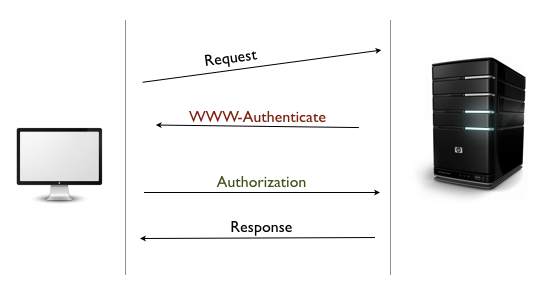 Request
WWW-Authenticate
Authorization
Response